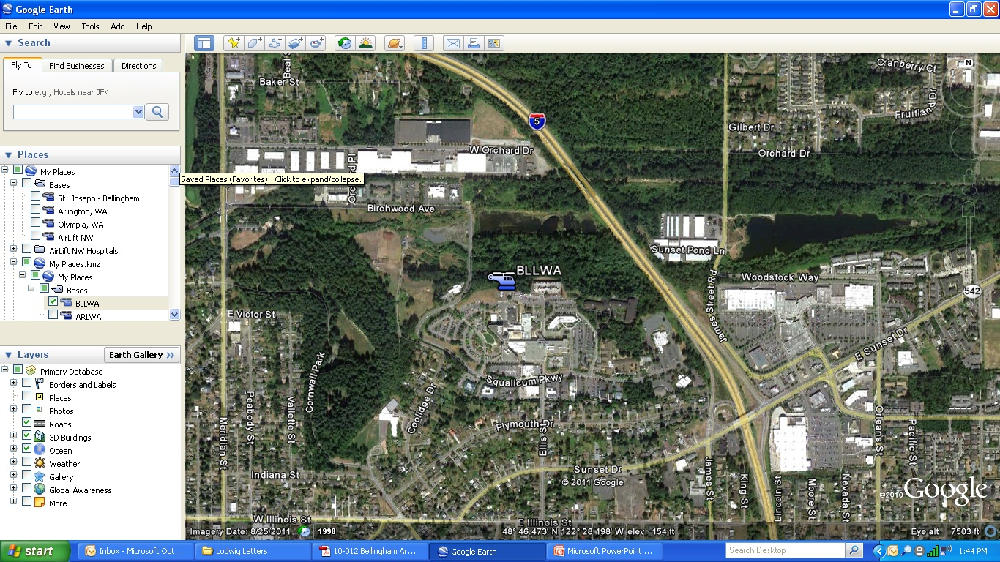 Google Earth
File Edit View Tools Add Help
Search
Fly To Find Businesses Directions
Fly to e.g., Hotels near JFK
Places
My Places
Bases
St. Joseph - Bellingham
Arlington, WA
Olympia, WA
AirLift NW
AirLift NW Hospitals
My Places.kmz
My Places
Bases
BLLWA
ARLWA
Saved Places (Favorites). Click to expand/collapse.
Layers
Earth Gallery >>
Primary Database
Borders and Labels
Places
Photos
Roads
3D Buildings
Ocean
Weather
Gallery
Global Awareness
More
Baker St
Cranberry Ct
N
Fruitland Dr
5
Gilbert Dr
W Orchard Dr
Orchard Dr
Birchwood Ave
Sunset Pond Ln
BLLWA
Woodstock Way
542
James Street Rd
E Victor St
E Sunset Dr
Cornwall Park
Squalicum Pkwy
Coolidge Dr
Plymouth Dr
Meridian St
Peabody St
Vallette St
Ellis St
Orleans St
Pacific St
Indiana St
Sunset Dr
© 2011 Google
James St
King St
Lincoln St
Moore St
Nevada St
©2010 Google
W Illinois St
E Illinois St
Imagery Date: 8/25/2011 1998
48° 46.473' N 122° 28.198' W elev 154 ft
Eye alt 7503 ft
start
Inbox - Microsoft Out...
Lodwig Letters
10-012 Bellingham Ar...
Google Earth
Microsoft PowerPoint ...
Search Desktop
1:44 PM